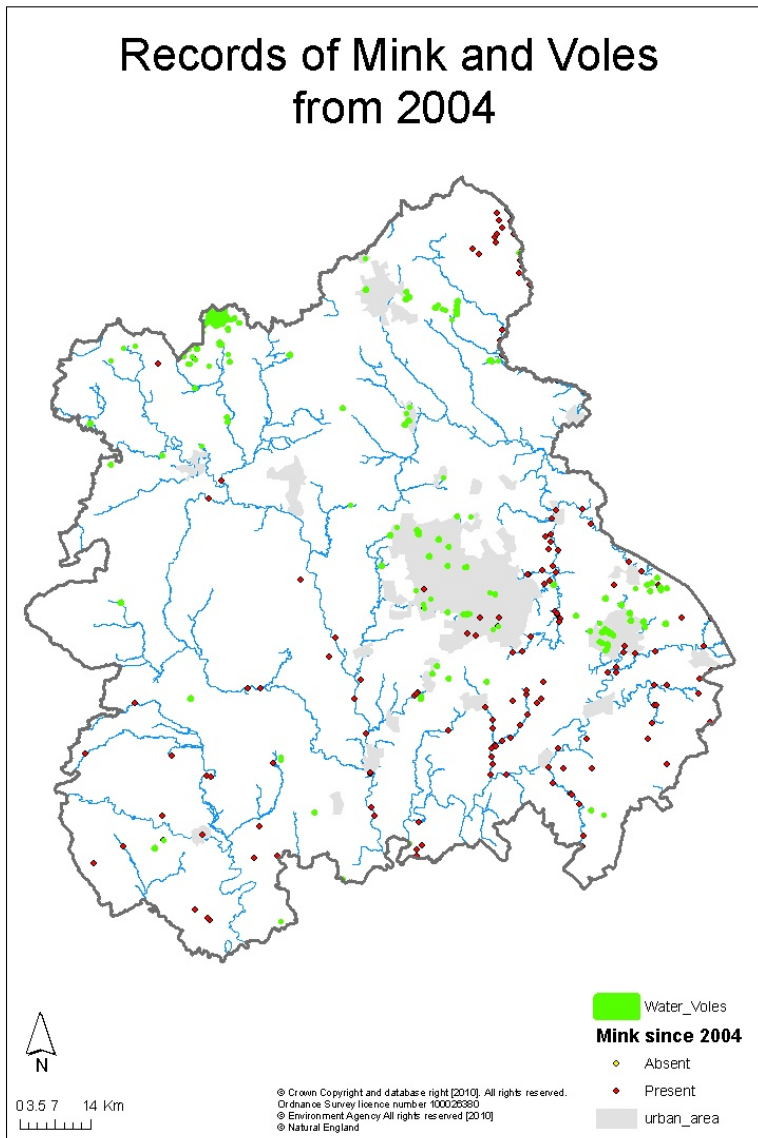 Records of Mink and Voles
from 2004
Water_Voles
Mink since 2004
Absent
Present
urban_area
N
0 3.5 7 14 Km
© Crown Copyright and database right [2010]. All rights reserved.
Ordnance Survey licence number 100026380
© Environment Agency All rights reserved [2010]
© Natural England